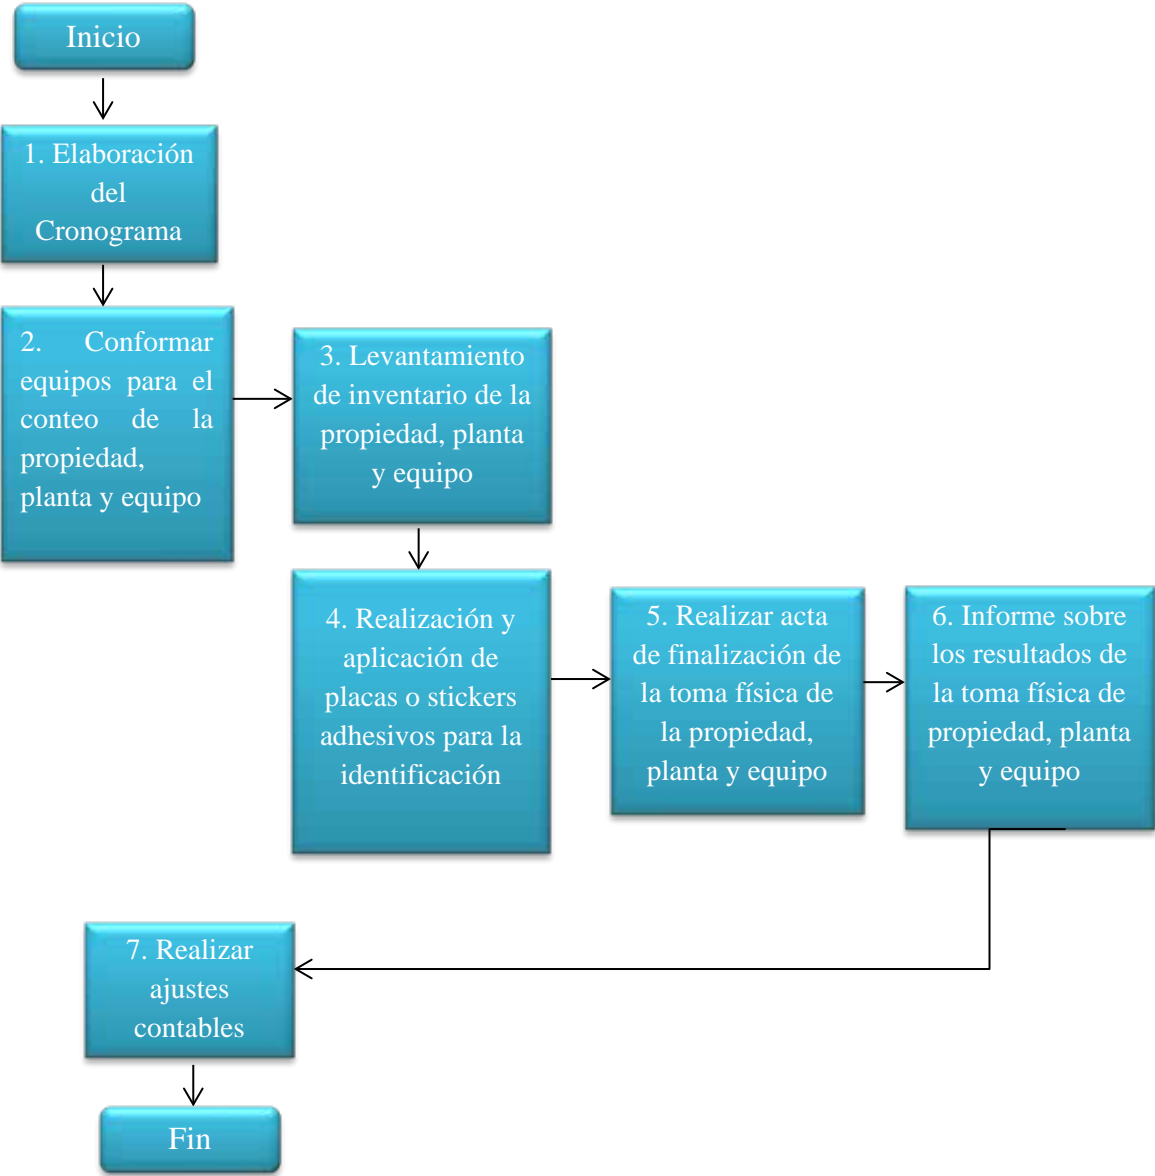 Inicio
1. Elaboración
del
Cronograma
2. Conformar
equipos para el
conteo de la
propiedad,
planta y equipo
3. Levantamiento
de inventario de la
propiedad, planta
y equipo
4. Realización y
aplicación de
placas o stickers
adhesivos para la
identificación
5. Realizar acta
de finalización de
la toma física de
la propiedad,
planta y equipo
6. Informe sobre
los resultados de
la toma física de
propiedad, planta
y equipo
7. Realizar
ajustes
contables
Fin